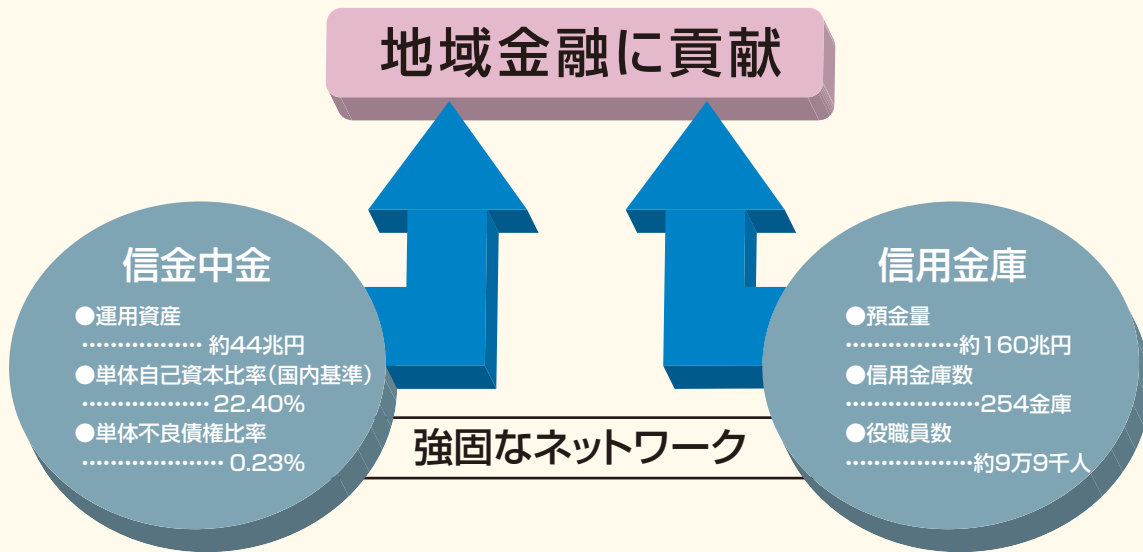 地域金融に貢献
信金中金
●運用資産
……………… 約44兆円
●単体自己資本比率（国内基準）
……………… 22.40%
●単体不良債権比率
……………… 0.23%
強固なネットワーク
信用金庫
●預金量
………………約160兆円
●信用金庫数
………………254金庫
●役職員数
………………約9万9千人